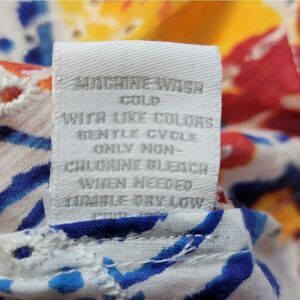 MACHINE WASH
COLD
WITH LIKE COLORS
GENTLE CYCLE
ONLY NON-
CHLORINE BLEACH
WHEN NEEDED
TUMBLE DRY LOW